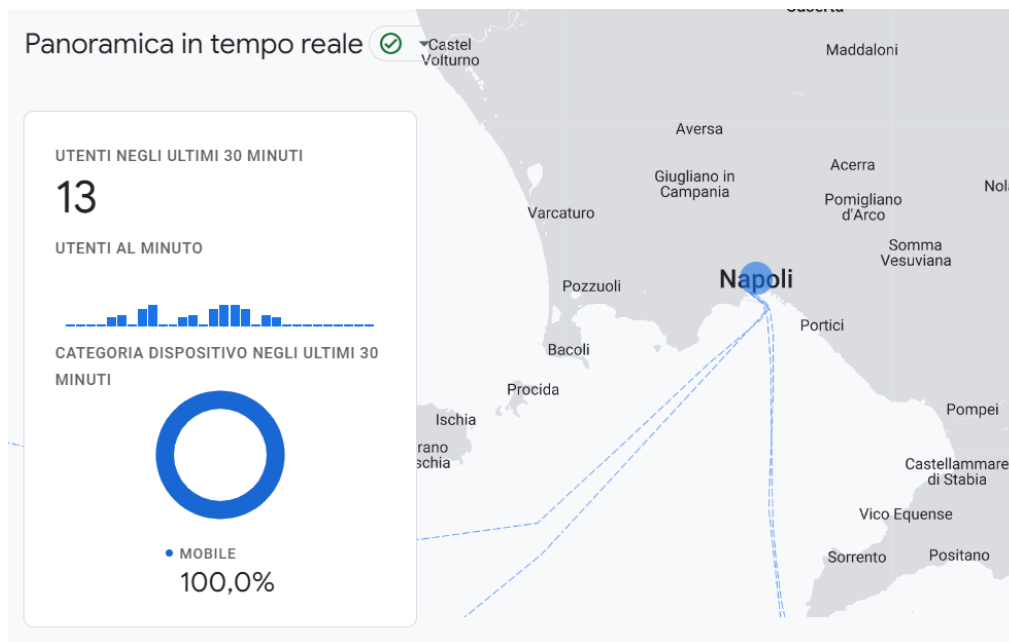 Panoramica in tempo reale
UTENTI NEGLI ULTIMI 30 MINUTI
13
UTENTI AL MINUTO
CATEGORIA DISPOSITIVO NEGLI ULTIMI 30
MINUTI
MOBILE
100,0%
Castel
Volturno
Maddaloni
Aversa
Acerra
Giugliano in
Campania
Pomigliano
d'Arco
Varcaturo
Somma
Vesuviana
Napoli
Pozzuoli
Portici
Bacoli
Procida
Ischia
Pompei
Castellammare
di Stabia
Vico Equense
Sorrento
Positano